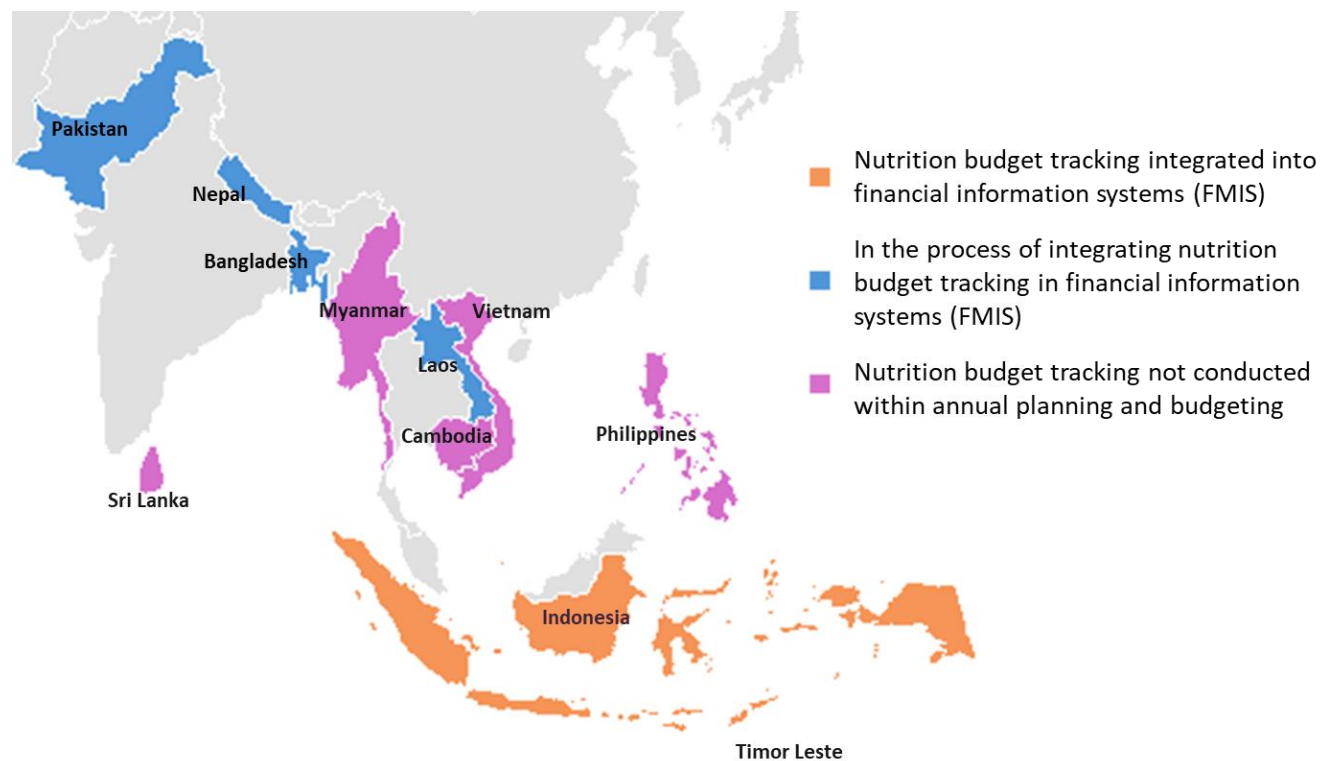 Pakistan
Nepal
Bangladesh
Myanmar
Vietnam
Laos
Cambodia
Philippines
Sri Lanka
Indonesia
Timor Leste
Nutrition budget tracking integrated into
financial information systems (FMIS)
In the process of integrating nutrition
budget tracking in financial information
systems (FMIS)
Nutrition budget tracking not conducted
within annual planning and budgeting